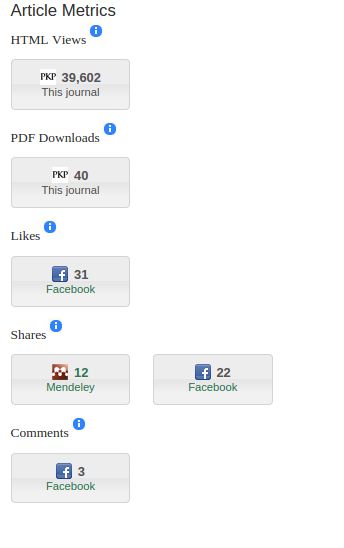 Article Metrics
HTML Views
PKP 39,602
This journal
PDF Downloads
PKP 40
This journal
Likes
31
Facebook
Shares
12
Mendeley
22
Facebook
Comments
3
Facebook